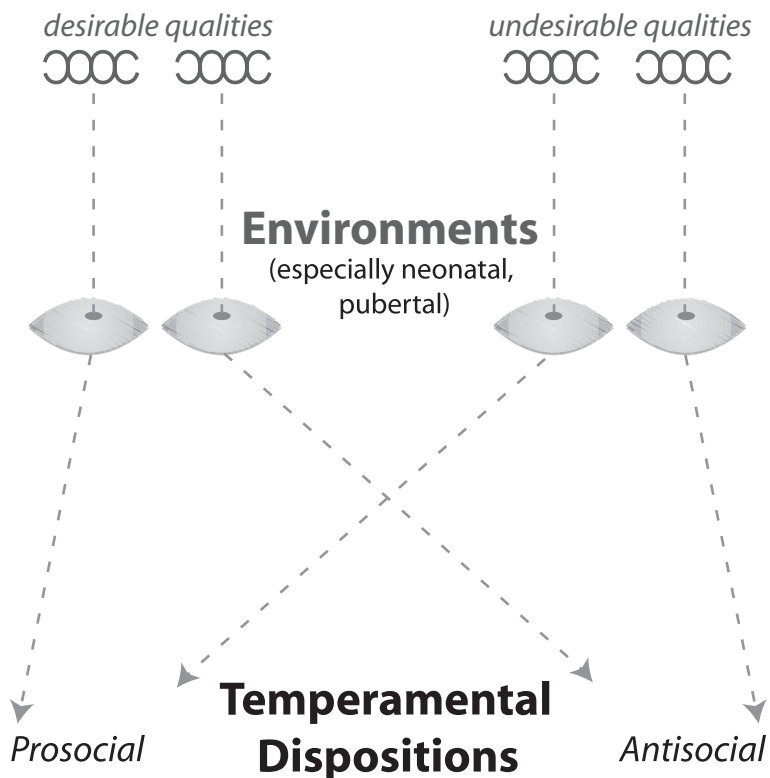 desirable qualities
undesirable qualities
Environments
(especially neonatal,
pubertal)
Temperamental
Dispositions
Prosocial
Antisocial